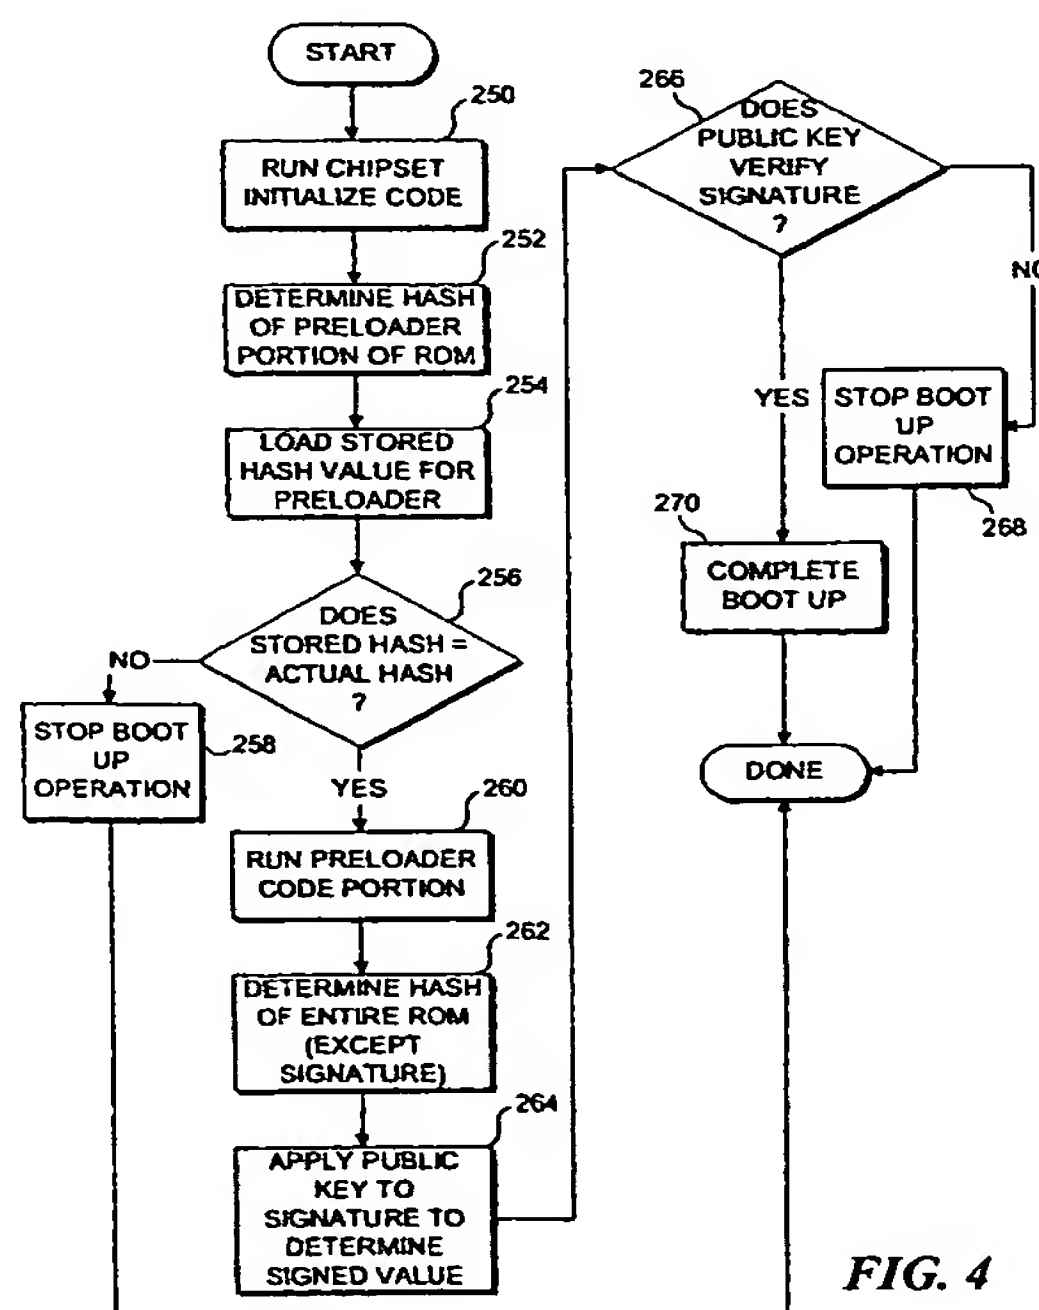 START
250
RUN CHIPSET
INITIALIZE CODE
252
DETERMINE HASH
OF PRELOADER
PORTION OF ROM
254
LOAD STORED
HASH VALUE FOR
PRELOADER
256
DOES
STORED HASH =
ACTUAL HASH
?
NO
STOP BOOT
UP
OPERATION
258
YES
260
RUN PRELOADER
CODE PORTION
262
DETERMINE HASH
OF ENTIRE ROM
(EXCEPT
SIGNATURE)
264
APPLY PUBLIC
KEY TO
SIGNATURE TO
DETERMINE
SIGNED VALUE
266
DOES
PUBLIC KEY
VERIFY
SIGNATURE
?
NO
YES
STOP BOOT
UP
OPERATION
268
270
COMPLETE
BOOT UP
DONE
FIG. 4